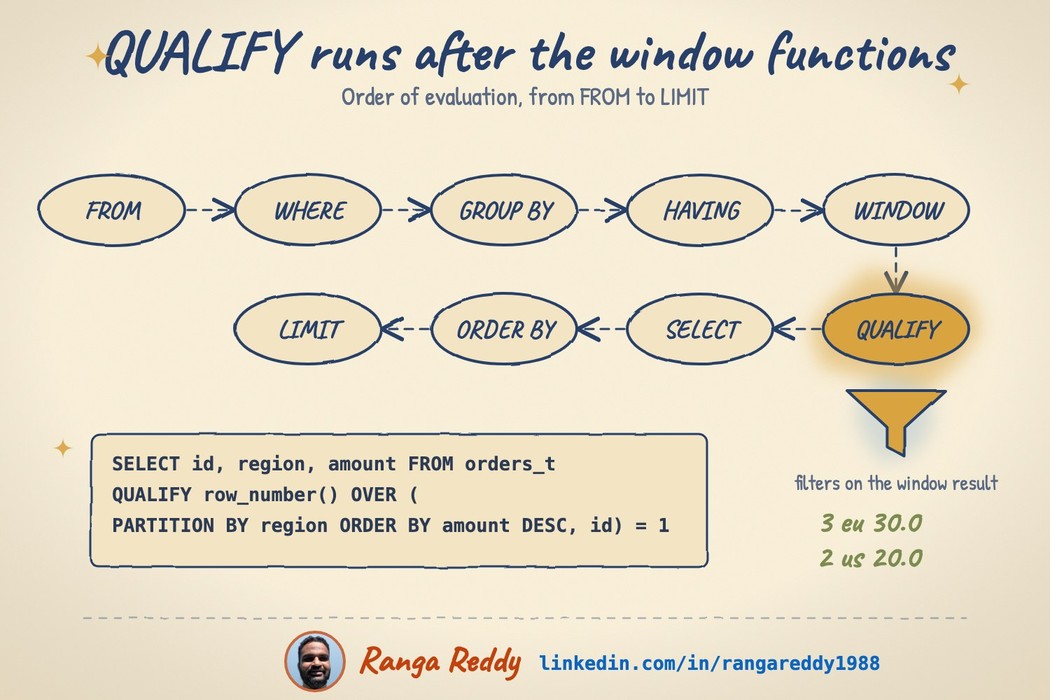 QUALIFY runs after the window functions
Order of evaluation, from FROM to LIMIT
FROM
WHERE
GROUP BY
HAVING
WINDOW
QUALIFY
SELECT
ORDER BY
LIMIT
SELECT id, region, amount FROM orders_t
QUALIFY row_number() OVER (
PARTITION BY region ORDER BY amount DESC, id) = 1
filters on the window result
3 eu 30.0
2 us 20.0
Ranga Reddy
linkedin.com/in/rangareddy1988